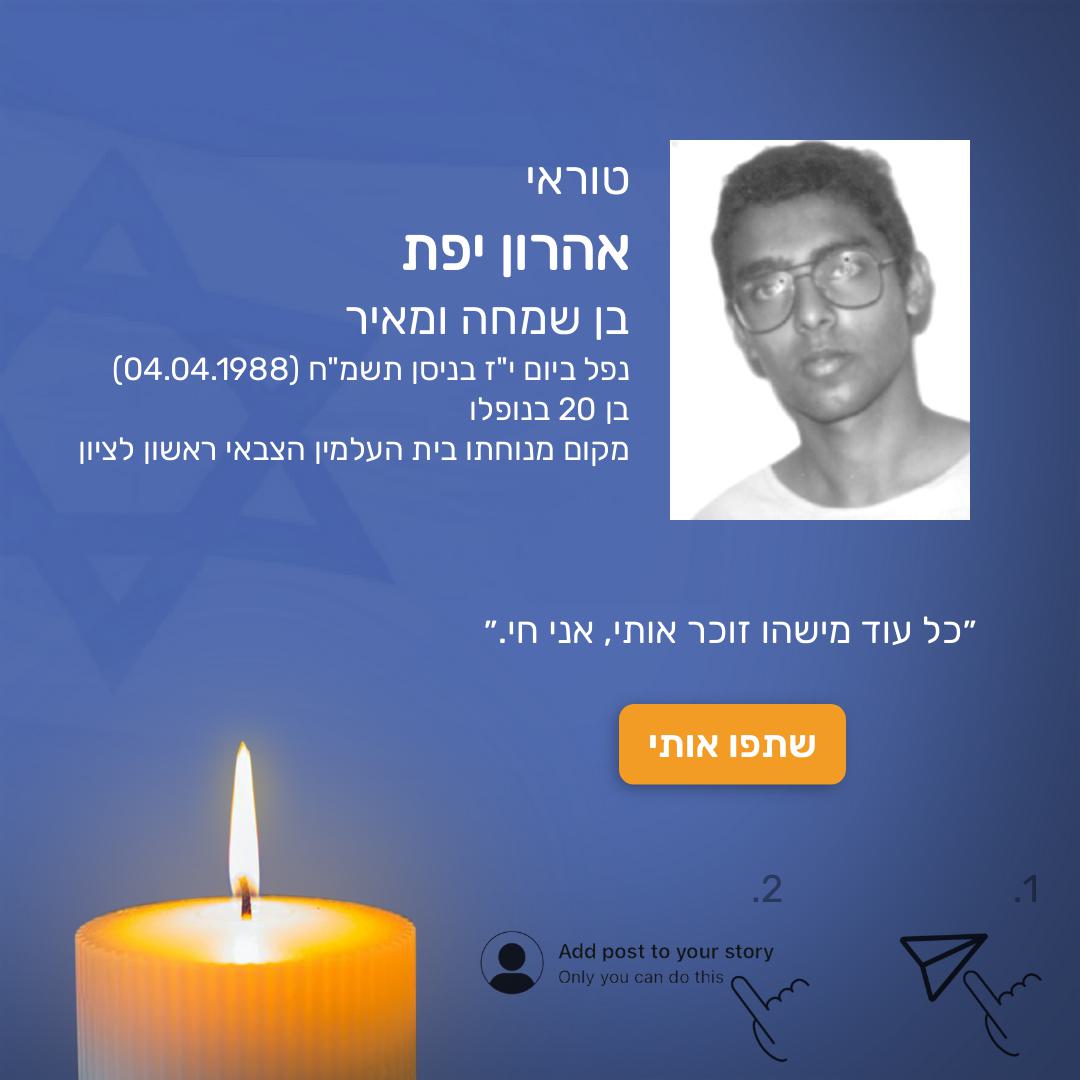 טוראי
אהרון יפת
בן שמחה ומאיר
נפל ביום י"ז בניסן תשמ"ח (04.04.1988)
בן 20 בנופלו
מקום מנוחתו בית העלמין הצבאי ראשון לציון
״כל עוד מישהו זוכר אותי, אני חי.״
שתפו אותי
.1
.2
Add post to your story
Only you can do this